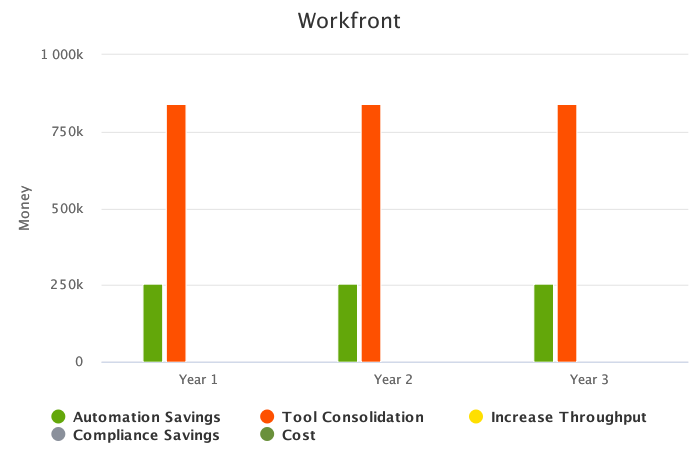 Workfront
1 000k
750k
500k
250k
0
Money
Year 1
Year 2
Year 3
Automation Savings
Tool Consolidation
Increase Throughput
Compliance Savings
Cost